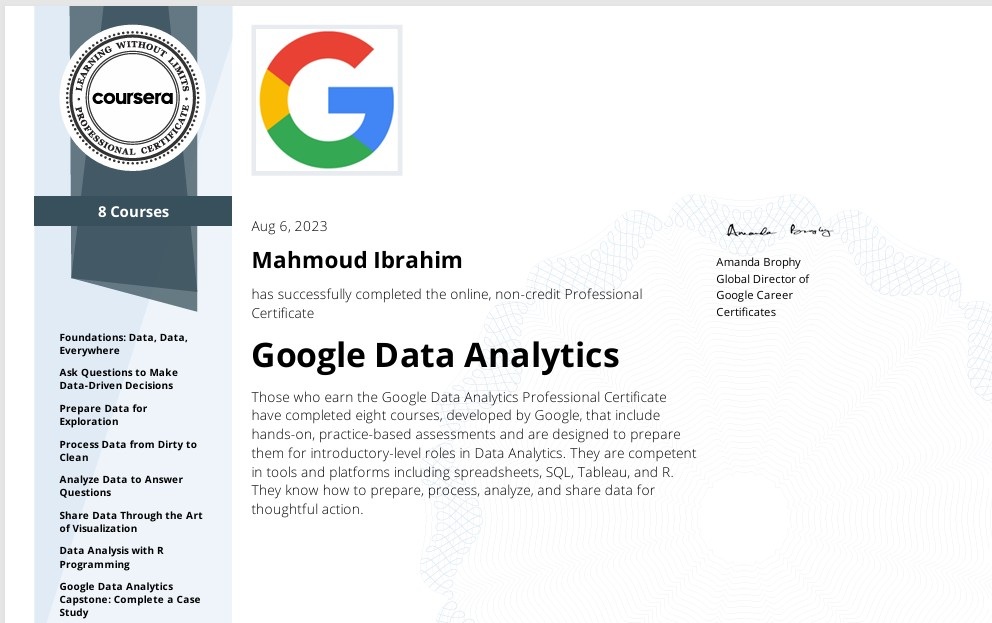 LEARNING WITHOUT LIMITS
coursera
PROFESSIONAL CERTIFICATE
8 Courses
Foundations: Data, Data,
Everywhere
Ask Questions to Make
Data-Driven Decisions
Prepare Data for
Exploration
Process Data from Dirty to
Clean
Analyze Data to Answer
Questions
Share Data Through the Art
of Visualization
Data Analysis with R
Programming
Google Data Analytics
Capstone: Complete a Case
Study
G
Aug 6, 2023
Mahmoud Ibrahim
has successfully completed the online, non-credit Professional
Certificate
Google Data Analytics
Those who earn the Google Data Analytics Professional Certificate
have completed eight courses, developed by Google, that include
hands-on, practice-based assessments and are designed to prepare
them for introductory-level roles in Data Analytics. They are competent
in tools and platforms including spreadsheets, SQL, Tableau, and R.
They know how to prepare, process, analyze, and share data for
thoughtful action.
Amanda Brophy
Amanda Brophy
Global Director of
Google Career
Certificates